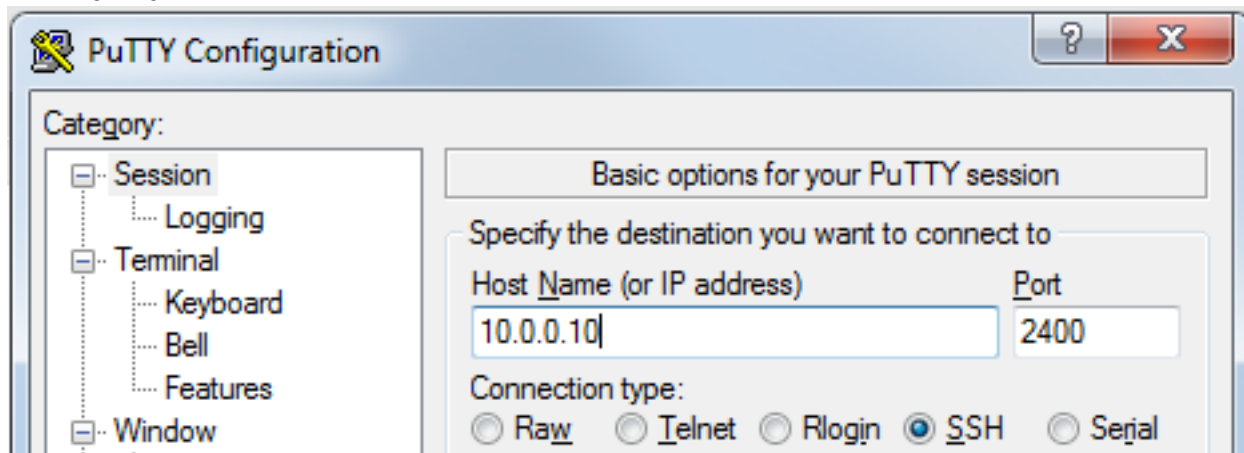 PuTTY Configuration
Category:
Session
Logging
Terminal
Keyboard
Bell
Features
Window
Basic options for your PuTTY session
Specify the destination you want to connect to
Host Name (or IP address) Port
10.0.0.10 2400
Connection type:
Raw Telnet Rlogin SSH Serial